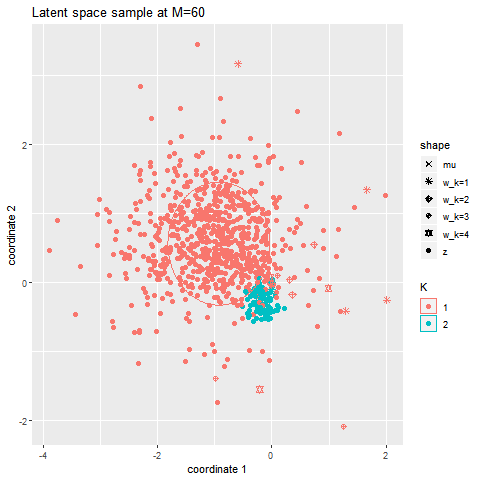 Latent space sample at M=60
coordinate 2
2
0
-2
-4
-2
0
2
coordinate 1
shape
mu
w_k=1
w_k=2
w_k=3
w_k=4
z
K
1
2